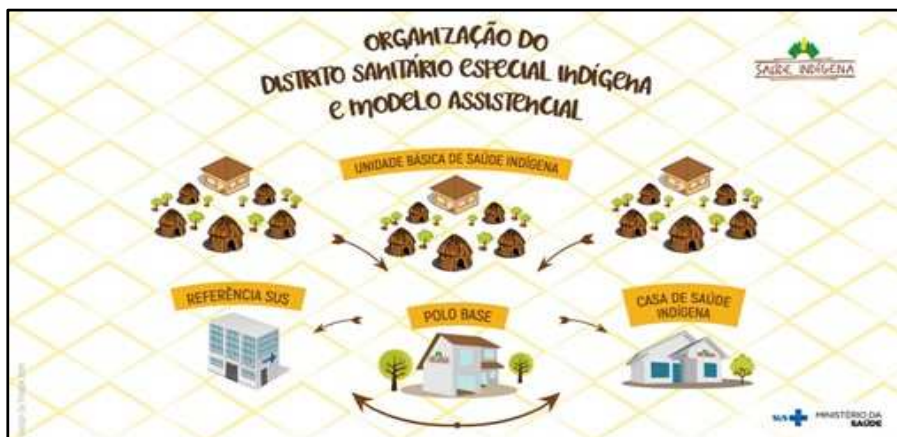 ORGANIZAÇÃO DO
DISTRITO SANITÁRIO ESPECIAL INDÍGENA
E MODELO ASSISTENCIAL
SAÚDE INDÍGENA
UNIDADE BÁSICA DE SAÚDE INDÍGENA
REFERÊNCIA SUS
POLO BASE
CASA DE SAÚDE
INDÍGENA
SUS
MINISTÉRIO DA
SAÚDE